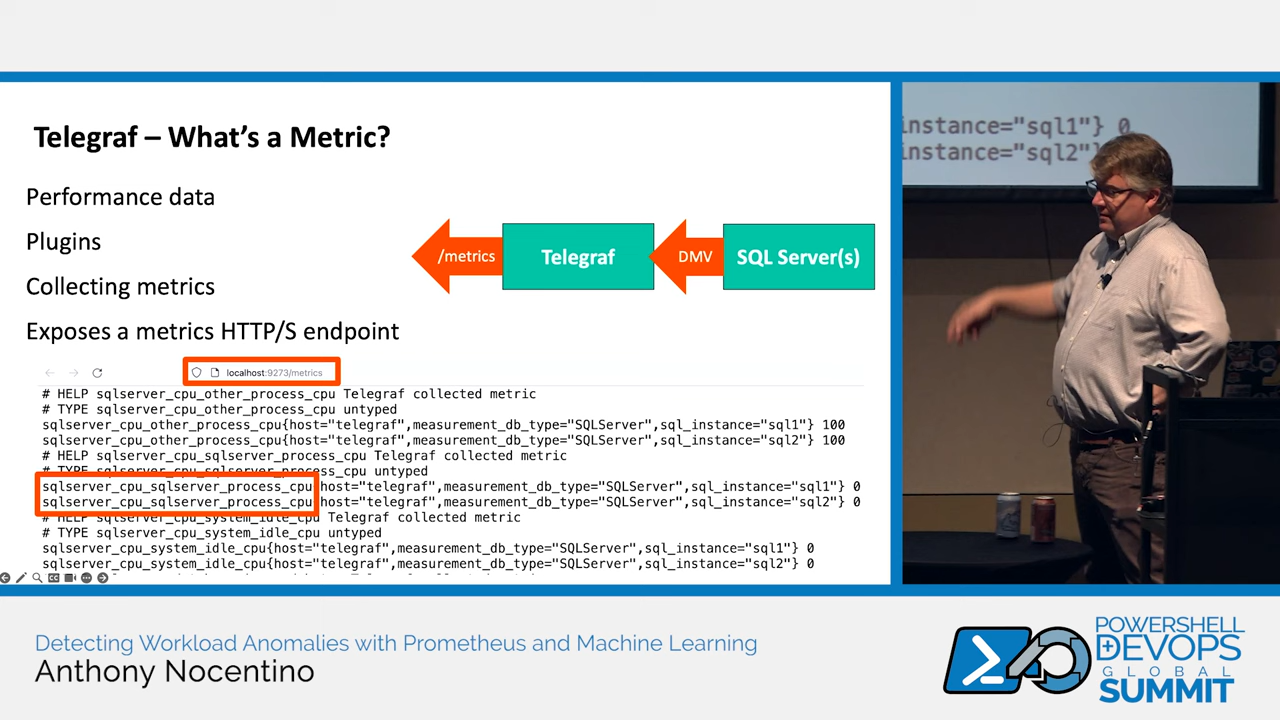 Telegraf – What's a Metric?
Performance data
Plugins
Collecting metrics
Exposes a metrics HTTP/S endpoint
/metrics
Telegraf
DMV
SQL Server(s)
localhost:9273/metrics
# HELP sqlserver_cpu_other_process_cpu Telegraf collected metric
# TYPE sqlserver_cpu_other_process_cpu untyped
sqlserver_cpu_other_process_cpu{host="telegraf",measurement_db_type="SQLServer",sql_instance="sql1"} 100
sqlserver_cpu_other_process_cpu{host="telegraf",measurement_db_type="SQLServer",sql_instance="sql2"} 100
# HELP sqlserver_cpu_sqlserver_process_cpu Telegraf collected metric
# TYPE sqlserver_cpu_sqlserver_process_cpu untyped
sqlserver_cpu_sqlserver_process_cpu{host="telegraf",measurement_db_type="SQLServer",sql_instance="sql1"} 0
sqlserver_cpu_sqlserver_process_cpu{host="telegraf",measurement_db_type="SQLServer",sql_instance="sql2"} 0
# HELP sqlserver_cpu_system_idle_cpu Telegraf collected metric
# TYPE sqlserver_cpu_system_idle_cpu untyped
sqlserver_cpu_system_idle_cpu{host="telegraf",measurement_db_type="SQLServer",sql_instance="sql1"} 0
sqlserver_cpu_system_idle_cpu{host="telegraf",measurement_db_type="SQLServer",sql_instance="sql2"} 0
instance="sql1"} 0
instance="sql2"}
Detecting Workload Anomalies with Prometheus and Machine Learning
Anthony Nocentino
POWERSHELL
DEVOPS
GLOBAL
SUMMIT